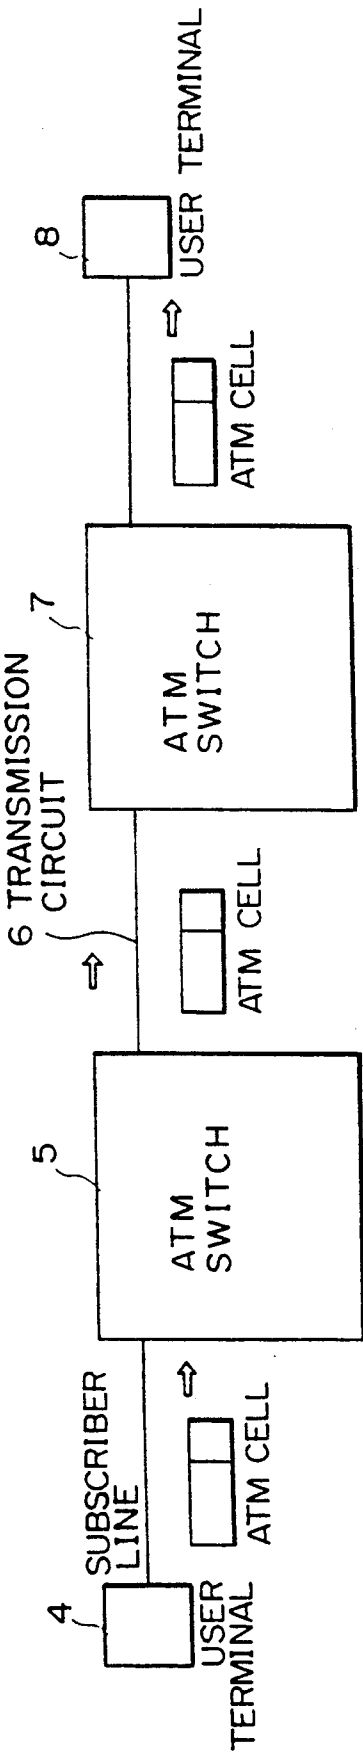 4
USER
TERMINAL
SUBSCRIBER
LINE
ATM CELL
5
ATM
SWITCH
6 TRANSMISSION
CIRCUIT
ATM CELL
7
ATM
SWITCH
ATM CELL
8
USER TERMINAL